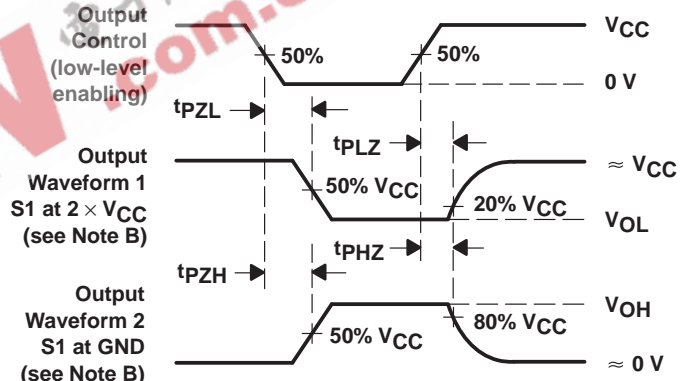 Output
Control
(low-level
enabling)
50%
50%
VCC
0 V
tPZL
tPLZ
Output
Waveform 1
S1 at 2 × VCC
(see Note B)
50% VCC
20% VCC
≈ VCC
VOL
tPZH
tPHZ
Output
Waveform 2
S1 at GND
(see Note B)
50% VCC
80% VCC
VOH
≈ 0 V
.com.